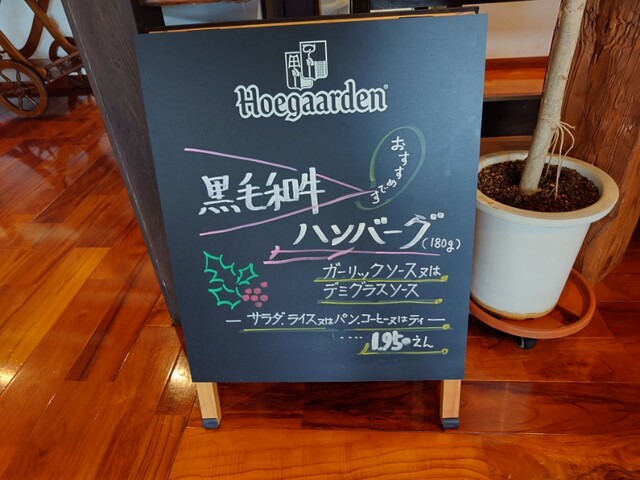 Hoegaarden
おすすめです
黒毛和牛
ハンバーグ(180g)
ガーリックソース又は
デミグラスソース
ー サラダ、ライス又はパン、コーヒー又はティ ー
.... 1.950えん